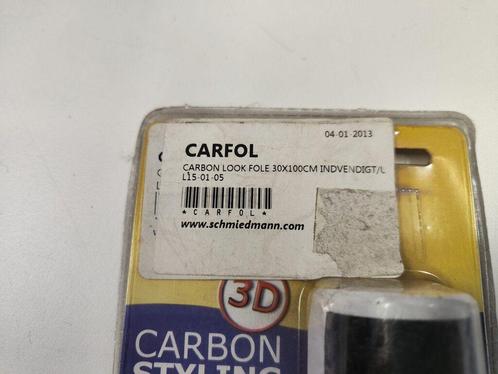 04-01-2013
CARFOL
CARBON LOOK FOLE 30X100CM INDVENDIGT/L
L15-01-05
*CARFOL*
www.schmiedmann.com
3D
CARBON
STYLING